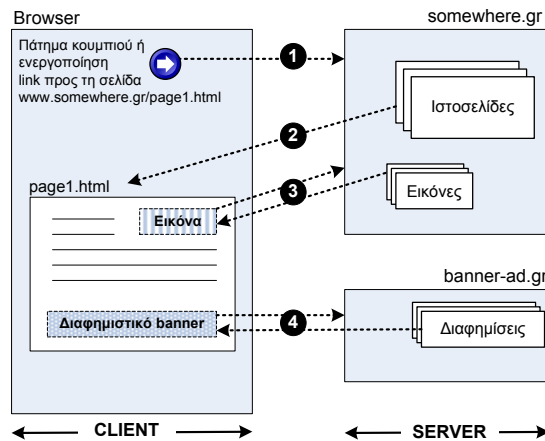 Browser
somewhere.gr
Πάτημα κουμπιού ή
ενεργοποίηση
link προς τη σελίδα
www.somewhere.gr/page1.html
1
Ιστοσελίδες
2
page1.html
3
Εικόνες
Εικόνα
banner-ad.gr
Διαφημιστικό banner
4
Διαφημίσεις
CLIENT
SERVER